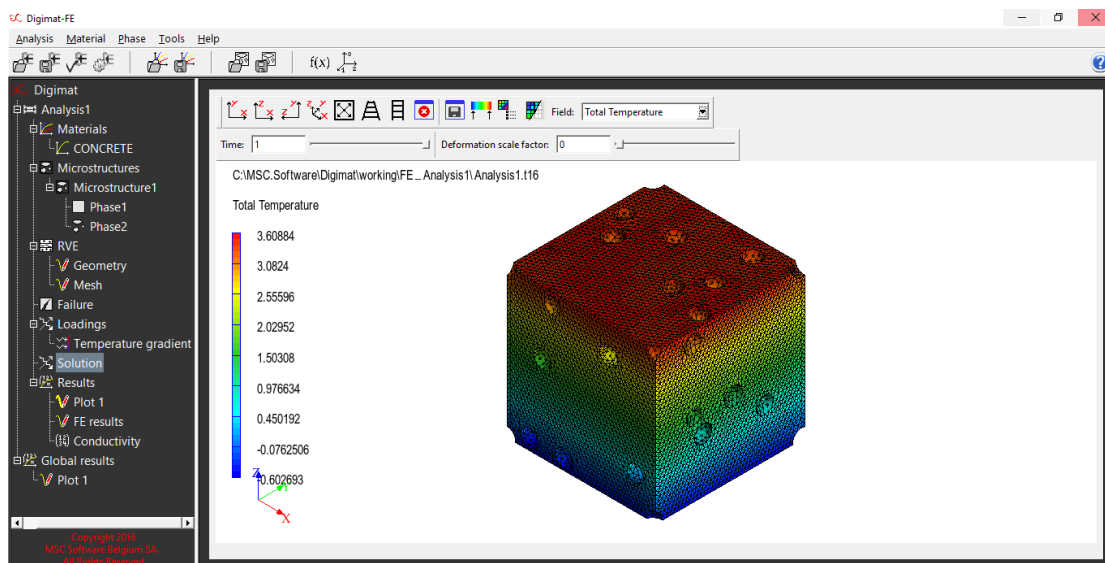 Digimat-FE
Analysis Material Phase Tools Help
f(x)
Digimat
Analysis1
Materials
CONCRETE
Microstructures
Microstructure1
Phase1
Phase2
RVE
Geometry
Mesh
Failure
Loadings
Temperature gradient
Solution
Results
Plot 1
FE results
Conductivity
Global results
Plot 1
Copyright 2016
MSC Software Belgium SA.
All Rights Reserved
Field: Total Temperature
Time: 1 Deformation scale factor: 0
C:\MSC.Software\Digimat\working\FE_Analysis1\Analysis1.t16
Total Temperature
3.60884
3.0824
2.55596
2.02952
1.50308
0.976634
0.450192
-0.0762506
-0.602693
Z
X